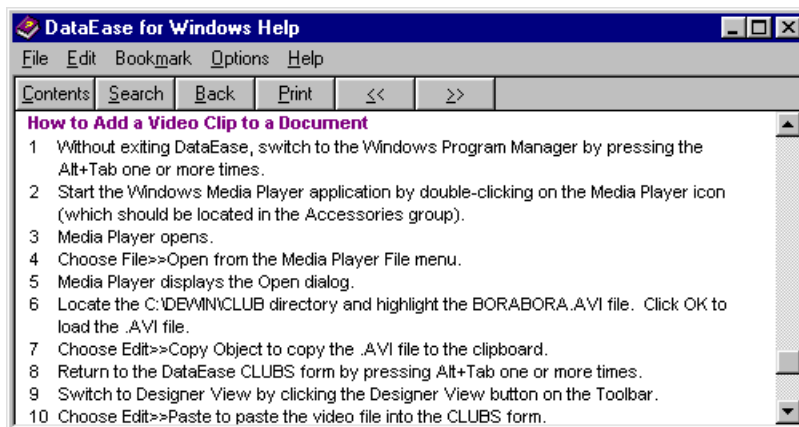 DataEase for Windows Help
File Edit Bookmark Options Help
Contents Search Back Print << >>
How to Add a Video Clip to a Document
1 Without exiting DataEase, switch to the Windows Program Manager by pressing the
Alt+Tab one or more times.
2 Start the Windows Media Player application by double-clicking on the Media Player icon
(which should be located in the Accessories group).
3 Media Player opens.
4 Choose File>>Open from the Media Player File menu.
5 Media Player displays the Open dialog.
6 Locate the C:\DEWIN\CLUB directory and highlight the BORABORA.AVI file. Click OK to
load the .AVI file.
7 Choose Edit>>Copy Object to copy the .AVI file to the clipboard.
8 Return to the DataEase CLUBS form by pressing Alt+Tab one or more times.
9 Switch to Designer View by clicking the Designer View button on the Toolbar.
10 Choose Edit>>Paste to paste the video file into the CLUBS form.